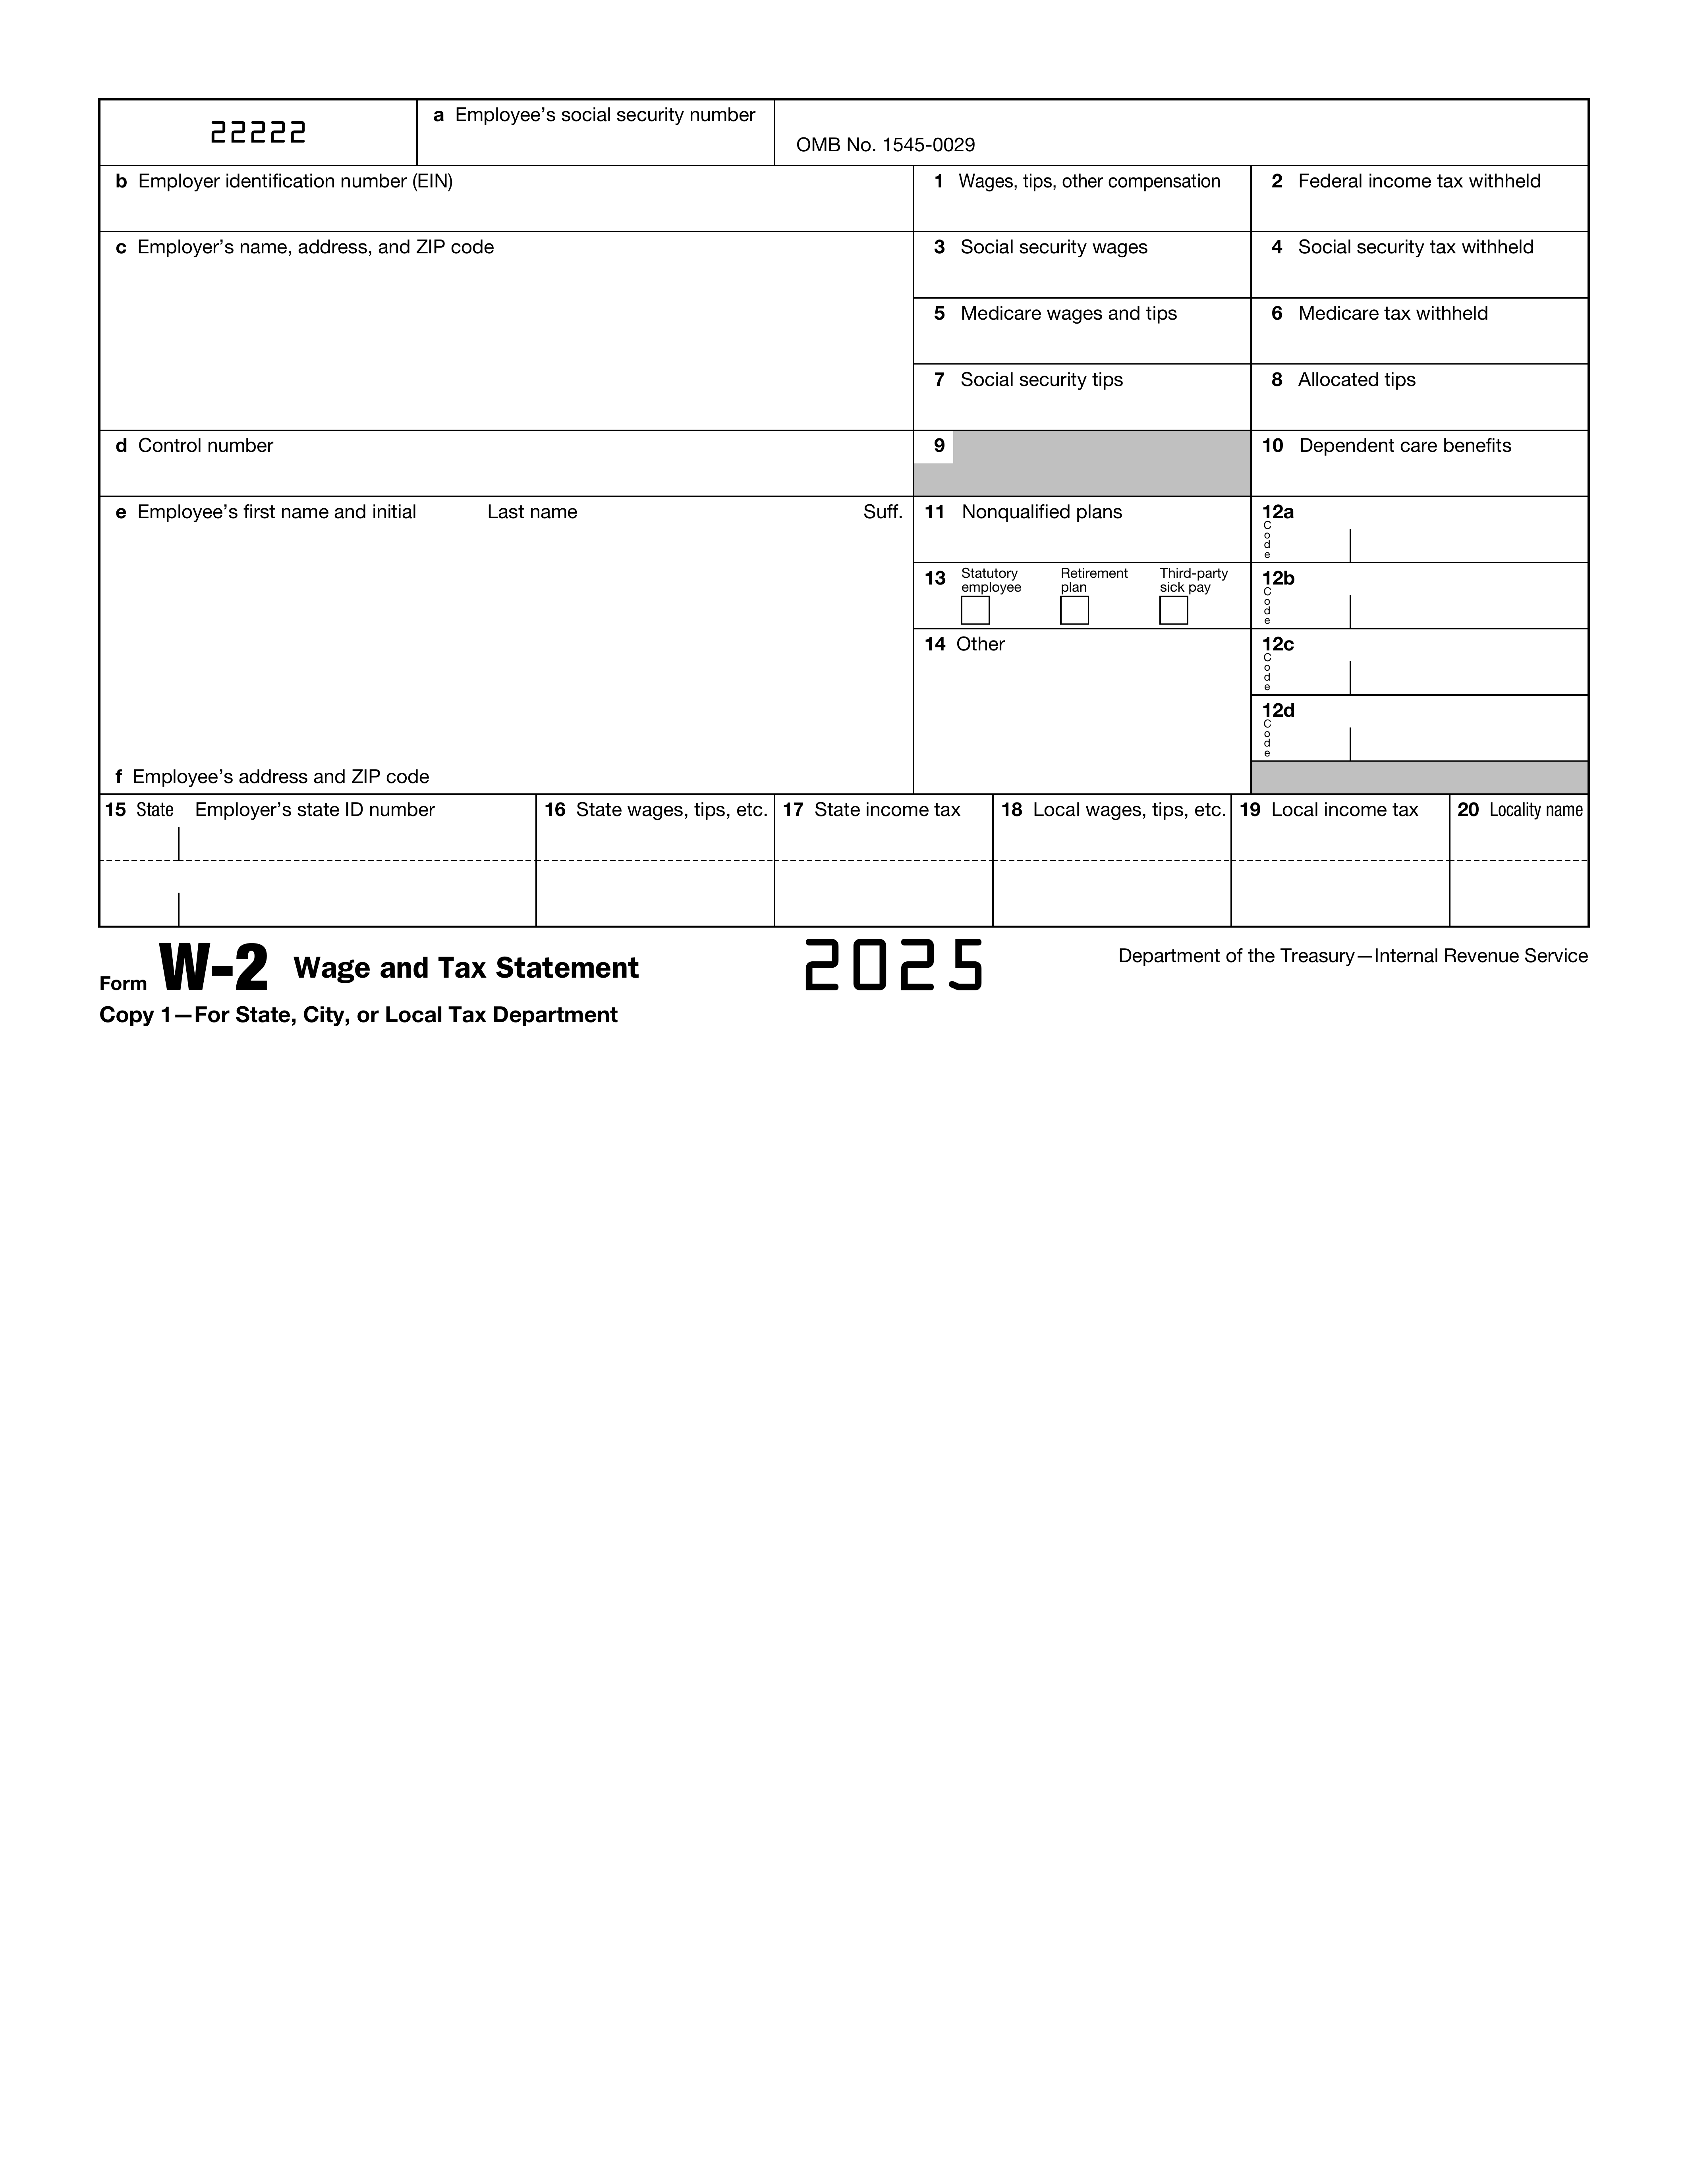 22222
a Employee's social security number
OMB No. 1545-0029
b Employer identification number (EIN)
1 Wages, tips, other compensation
2 Federal income tax withheld
c Employer's name, address, and ZIP code
3 Social security wages
4 Social security tax withheld
5 Medicare wages and tips
6 Medicare tax withheld
7 Social security tips
8 Allocated tips
d Control number
9
10 Dependent care benefits
e Employee's first name and initial Last name Suff.
11 Nonqualified plans
12a
Code
13 Statutory employee Retirement plan Third-party sick pay
12b
Code
14 Other
12c
Code
12d
Code
f Employee's address and ZIP code
15 State Employer's state ID number
16 State wages, tips, etc.
17 State income tax
18 Local wages, tips, etc.
19 Local income tax
20 Locality name
Form W-2 Wage and Tax Statement
2025
Department of the Treasury—Internal Revenue Service
Copy 1—For State, City, or Local Tax Department